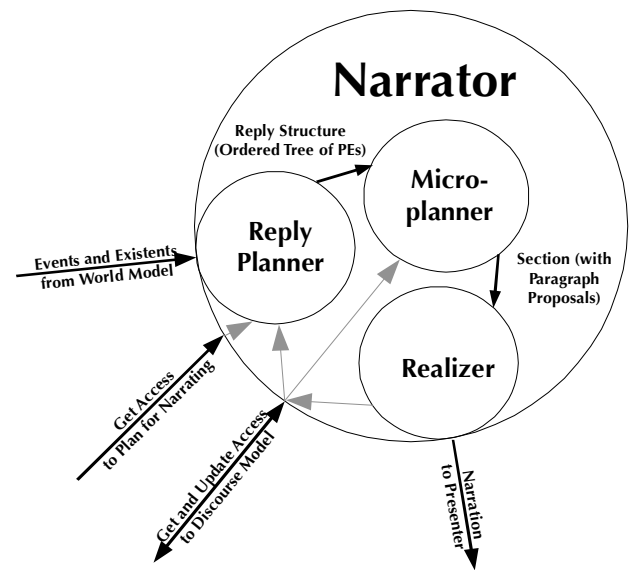 Narrator
Reply Structure
(Ordered Tree of PEs)
Micro-
planner
Reply
Planner
Events and Existents
from World Model
Section (with
Paragraph
Proposals)
Realizer
Get Access
to Plan for Narrating
Get and Update Access
to Discourse Model
Narration
to Presenter